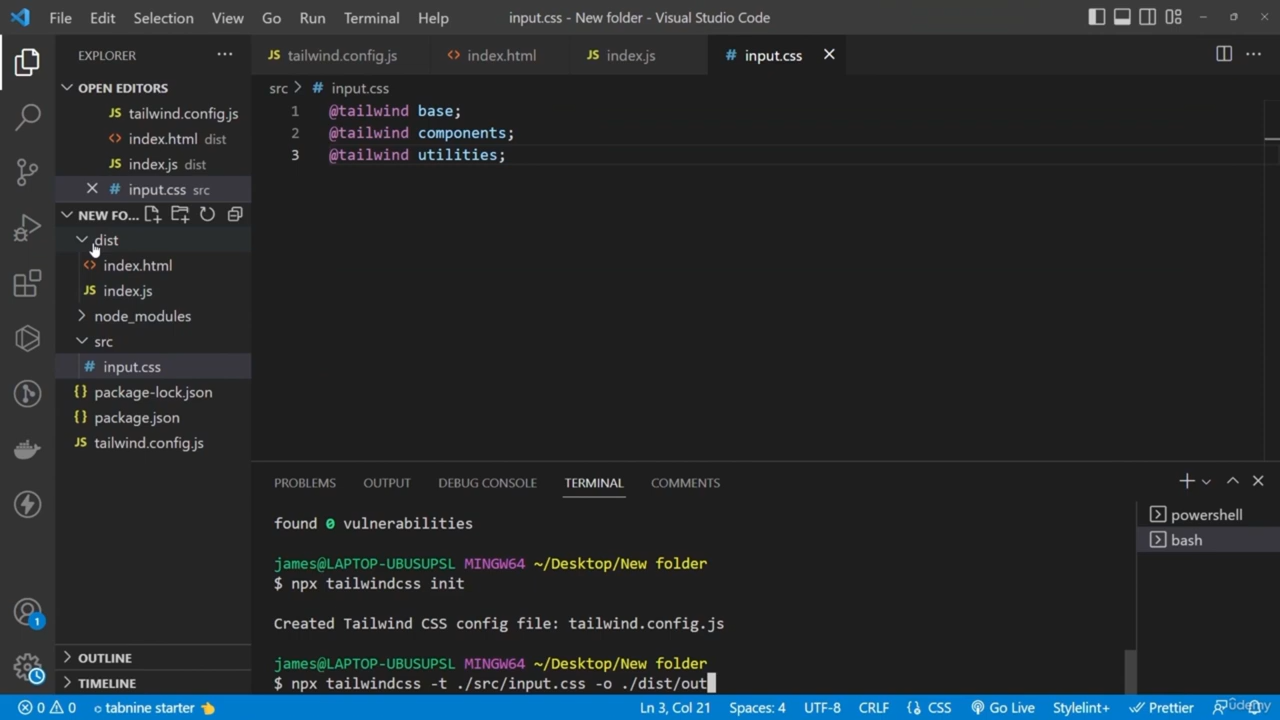 File Edit Selection View Go Run Terminal Help input.css - New folder - Visual Studio Code
EXPLORER ···
tailwind.config.js index.html index.js input.css
OPEN EDITORS
JS tailwind.config.js
<> index.html dist
JS index.js dist
# input.css src
NEW FO...
dist
<> index.html
JS index.js
node_modules
src
# input.css
{} package-lock.json
{} package.json
JS tailwind.config.js
OUTLINE
TIMELINE
src > # input.css
1 @tailwind base;
2 @tailwind components;
3 @tailwind utilities;
PROBLEMS OUTPUT DEBUG CONSOLE TERMINAL COMMENTS
found 0 vulnerabilities
james@LAPTOP-UBUSUPSL MINGW64 ~/Desktop/New folder
$ npx tailwindcss init
Created Tailwind CSS config file: tailwind.config.js
james@LAPTOP-UBUSUPSL MINGW64 ~/Desktop/New folder
$ npx tailwindcss -t ./src/input.css -o ./dist/out
powershell
bash
1
0 0 tabnine starter Ln 3, Col 21 Spaces: 4 UTF-8 CRLF {} CSS Go Live Stylelint+ Prettier
Udemy